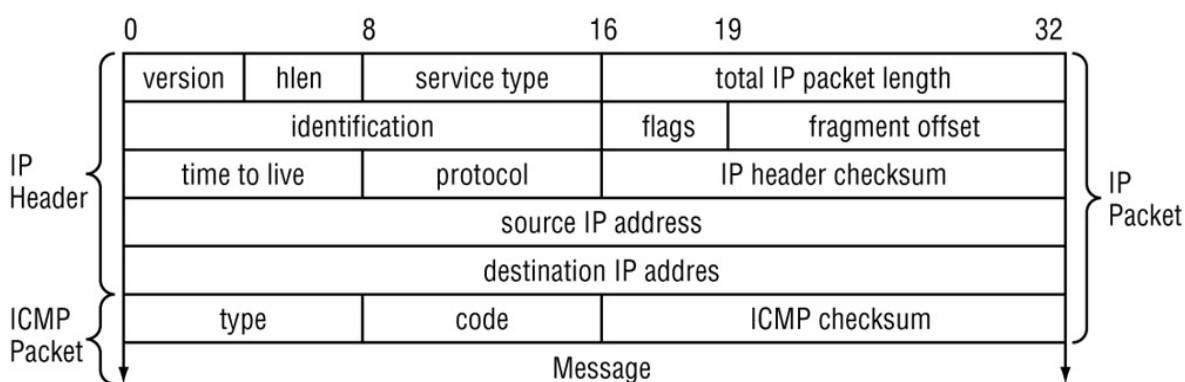 0 8 16 19 32
version hlen service type total IP packet length
identification flags fragment offset
IP
Header
time to live protocol IP header checksum
IP
Packet
source IP address
destination IP addres
ICMP
Packet
type code ICMP checksum
Message